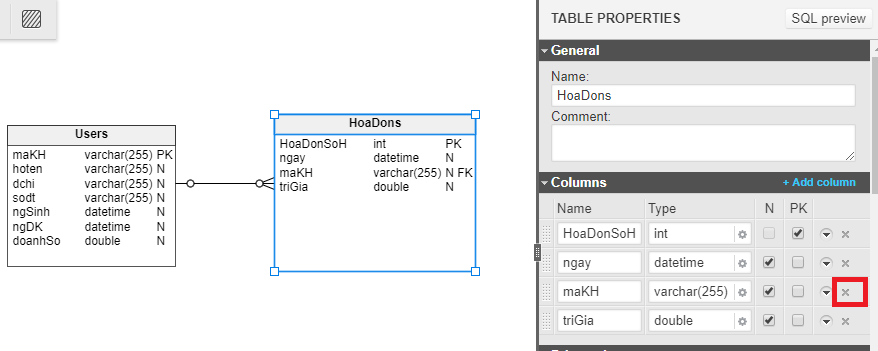 TABLE PROPERTIES
SQL preview
General
Name:
HoaDons
Comment:
Columns
+ Add column
Name Type N PK
HoaDonSoH int
ngay datetime
maKH varchar(255)
triGia double
Users
maKH varchar(255) PK
hoten varchar(255) N
dchi varchar(255) N
sodt varchar(255) N
ngSinh datetime N
ngDK datetime N
doanhSo double N
HoaDons
HoaDonSoH int PK
ngay datetime N
maKH varchar(255) N FK
triGia double N